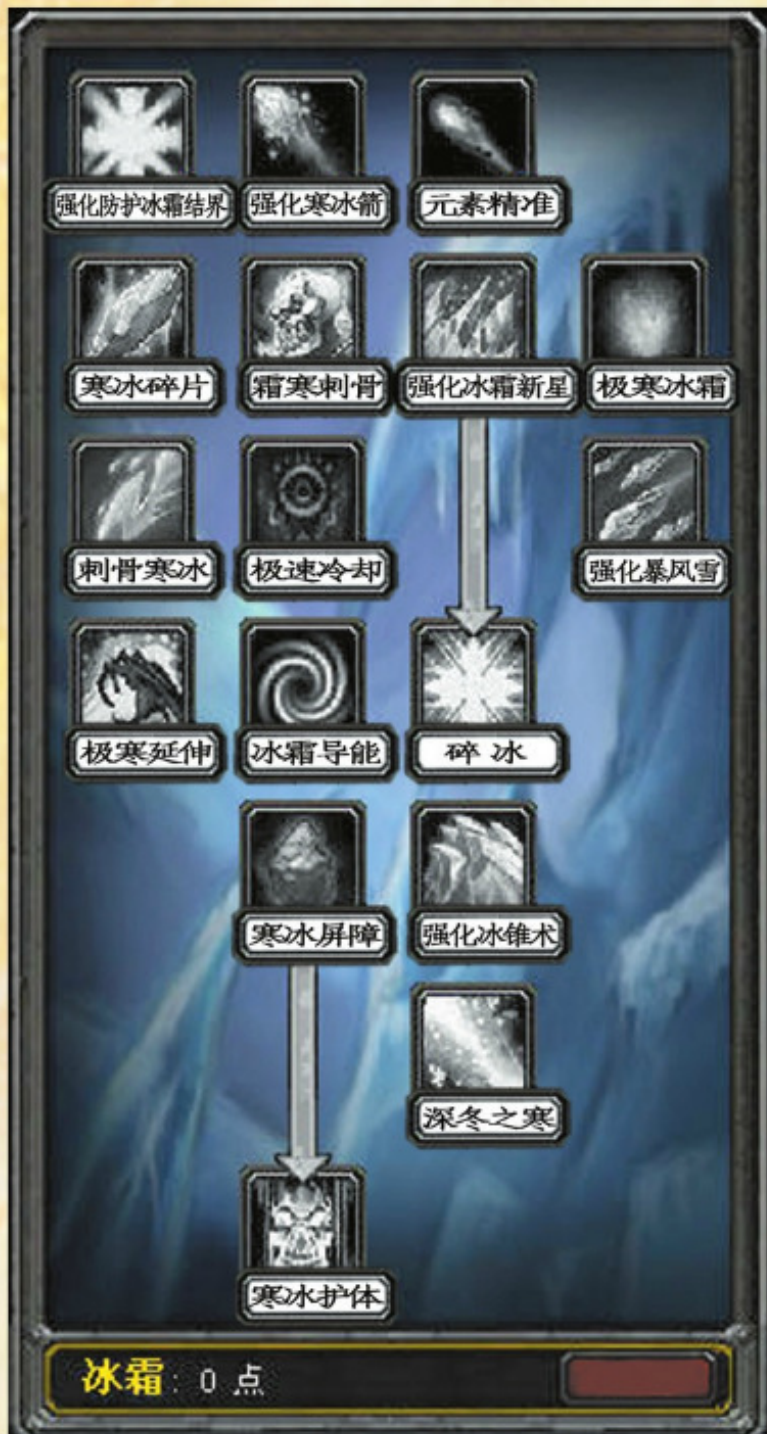 强化防护冰霜结界
强化寒冰箭
元素精准
寒冰碎片
霜寒刺骨
强化冰霜新星
极寒冰霜
刺骨寒冰
极速冷却
强化暴风雪
极寒延伸
冰霜导能
碎冰
寒冰屏障
强化冰锥术
深冬之寒
寒冰护体
冰霜：0 点